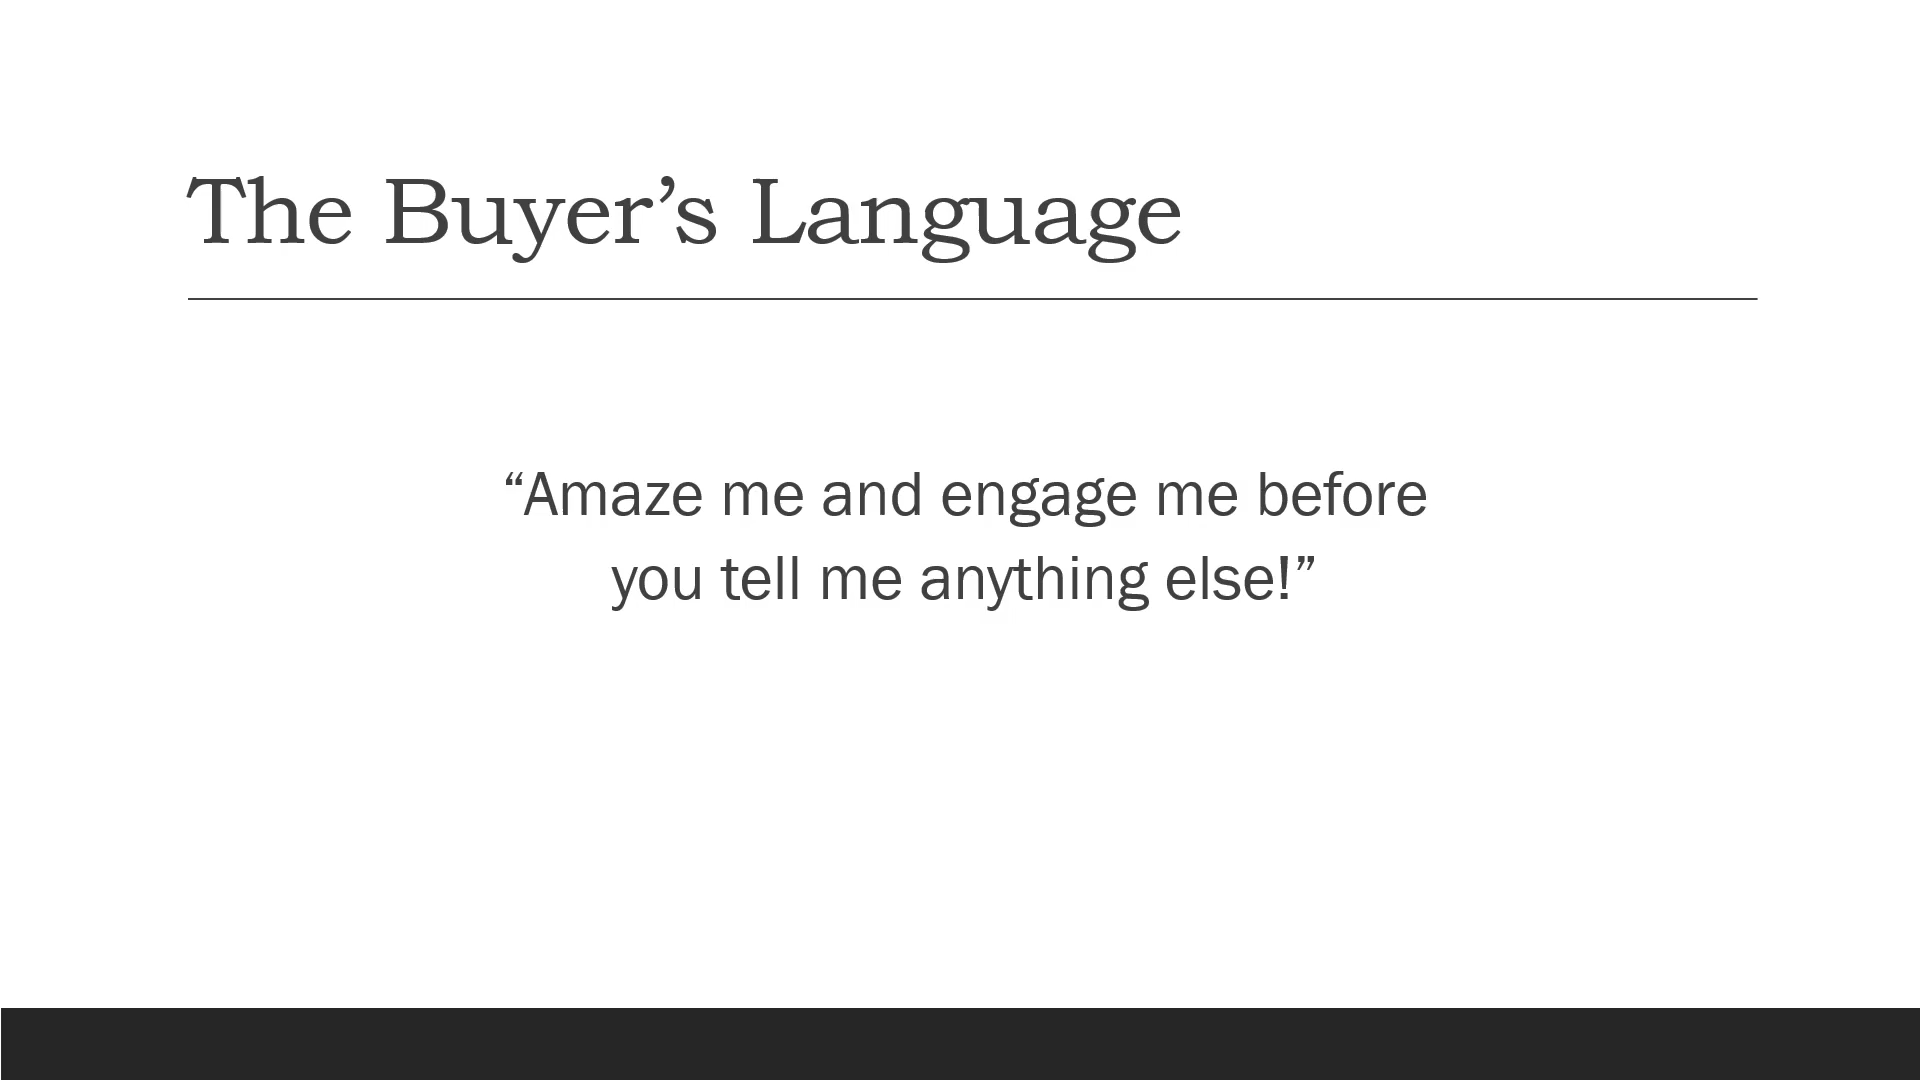 The Buyer’s Language
“Amaze me and engage me before
you tell me anything else!”